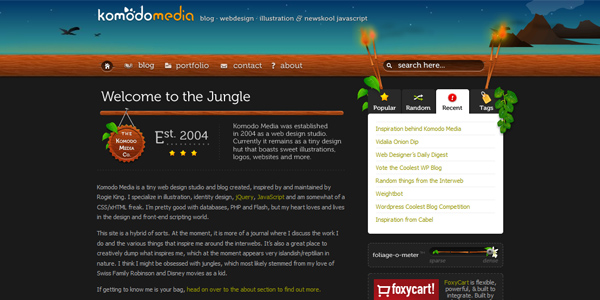 komodomedia blog · webdesign · illustration & newskool javascript
blog portfolio contact ? about
search here...
Welcome to the Jungle
THE
KOMODO
MEDIA
CO.
Est. 2004
Komodo Media was established
in 2004 as a web design studio.
Currently it remains as a tiny design
hut that boasts sweet illustrations,
logos, websites and more.
Komodo Media is a tiny web design studio and blog created, inspired by and maintained by
Rogie King. I specialize in illustration, identity design, jQuery, JavaScript and am somewhat of a
CSS/xHTML freak. I'm pretty good with databases, PHP and Flash, but my heart loves and lives
in the design and front-end scripting world.
This site is a hybrid of sorts. At the moment, it is more of a journal where I discuss the work I
do and the various things that inspire me around the interwebs. It's also a great place to
creatively dump what inspires me, which at the moment appears very islandish/reptilian in
nature. I think I might be obsessed with jungles, which most likely stemmed from my love of
Swiss Family Robinson and Disney movies as a kid.
If getting to know me is your bag, head on over to the about section to find out more.
Popular Random Recent Tags
Inspiration behind Komodo Media
Vidalia Onion Dip
Web Designer's Daily Digest
Vote the Coolest WP Blog
Random things from the Interweb
Weightbot
Wordpress Coolest Blog Competition
Inspiration from Cabel
foliage-o-meter
sparse dense
foxycart!
FoxyCart is flexible,
powerful, & built to
integrate. Built by